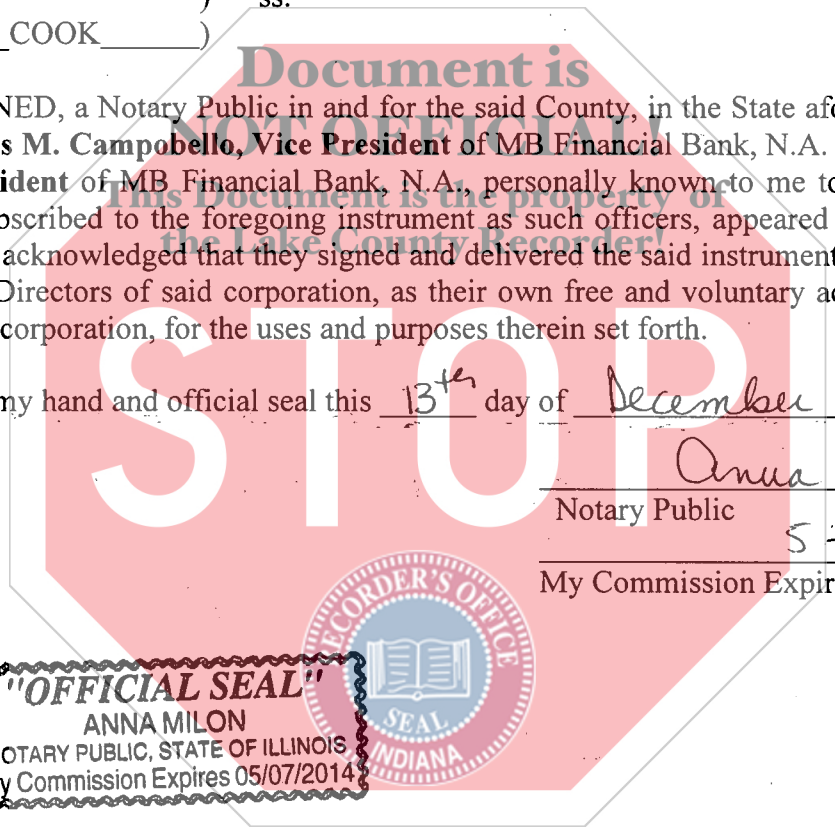 ss.
COOK )
Document is
NED, a Notary Public in and for the said County, in the State afo
NOT OFFICIAL!
s M. Campobello, Vice President of MB Financial Bank, N.A.
ident of MB Financial Bank, N.A., personally known to me to
This Document is the property of
bscribed to the foregoing instrument as such officers, appeared
the Lake County Recorder!
acknowledged that they signed and delivered the said instrument
Directors of said corporation, as their own free and voluntary ac
corporation, for the uses and purposes therein set forth.
STOP
my hand and official seal this 13th day of December
Anna
Notary Public
5 -
My Commission Expir
RECORDER'S OFFICE
SEAL
INDIANA
"OFFICIAL SEAL"
ANNA MILON
OTARY PUBLIC, STATE OF ILLINOIS
y Commission Expires 05/07/2014